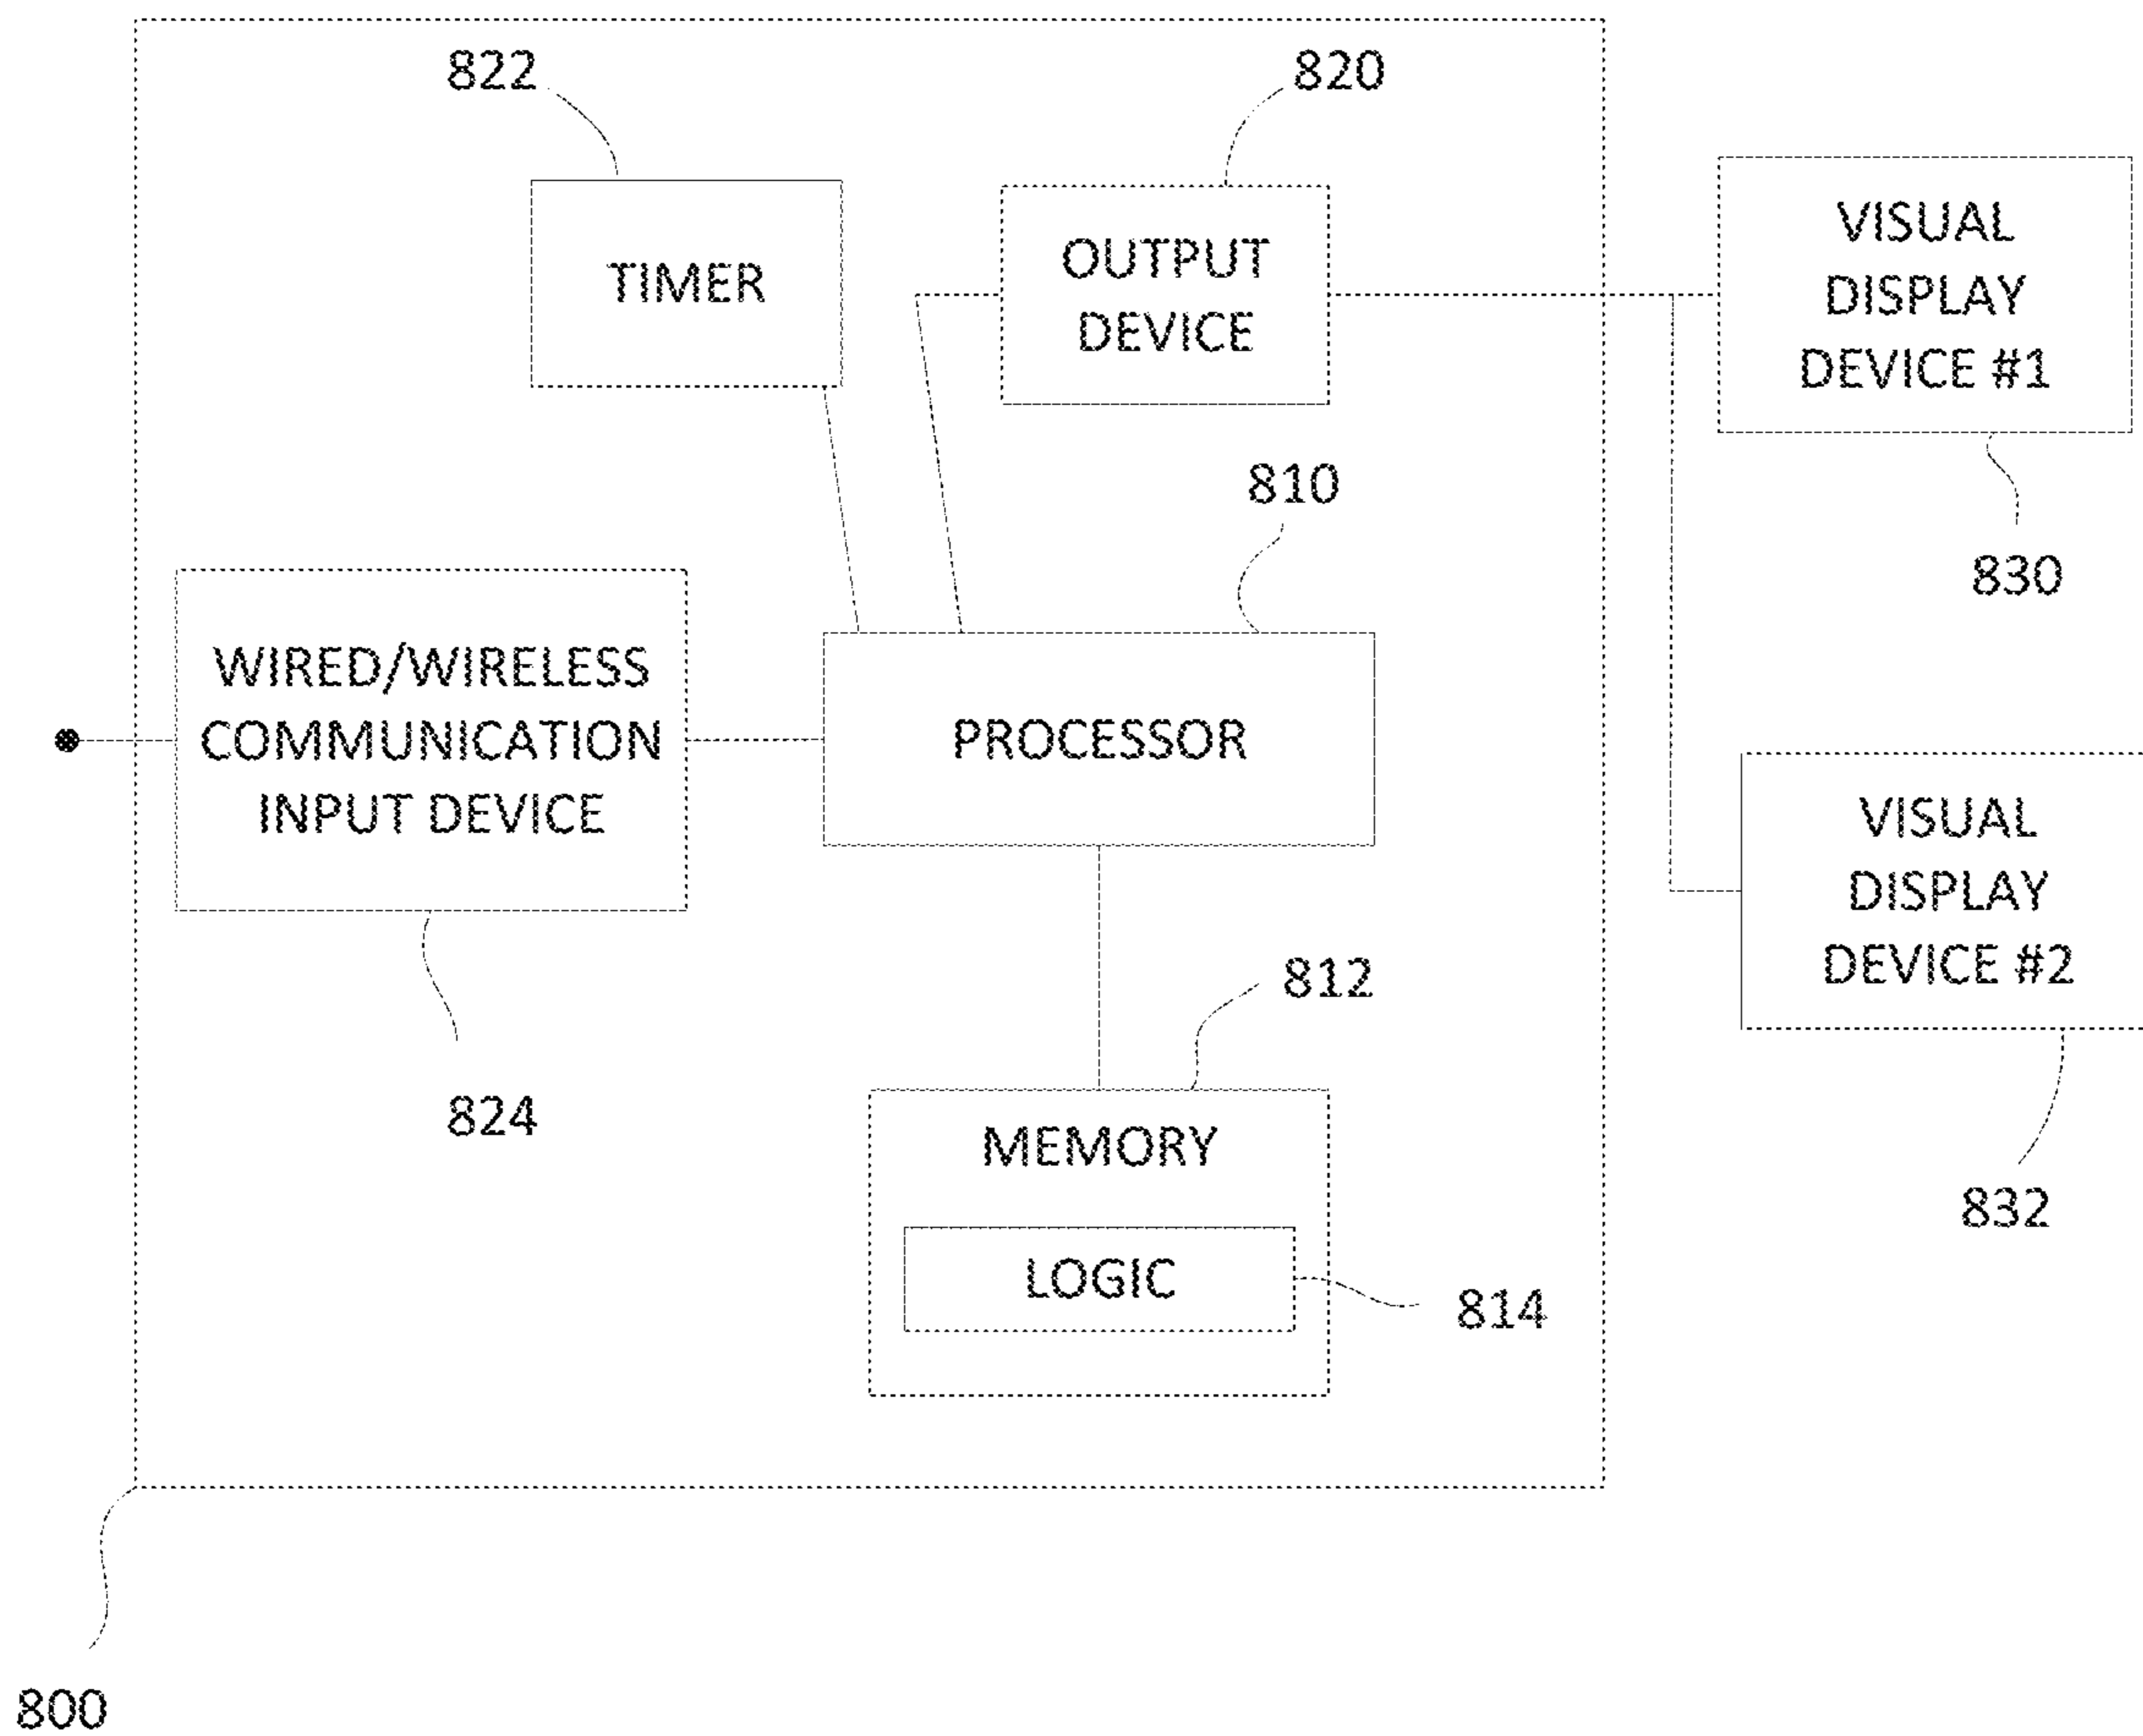 822
820
TIMER
OUTPUT
DEVICE
VISUAL
DISPLAY
DEVICE #1
810
830
WIRED/WIRELESS
COMMUNICATION
INPUT DEVICE
PROCESSOR
VISUAL
DISPLAY
DEVICE #2
812
824
MEMORY
832
LOGIC
814
800